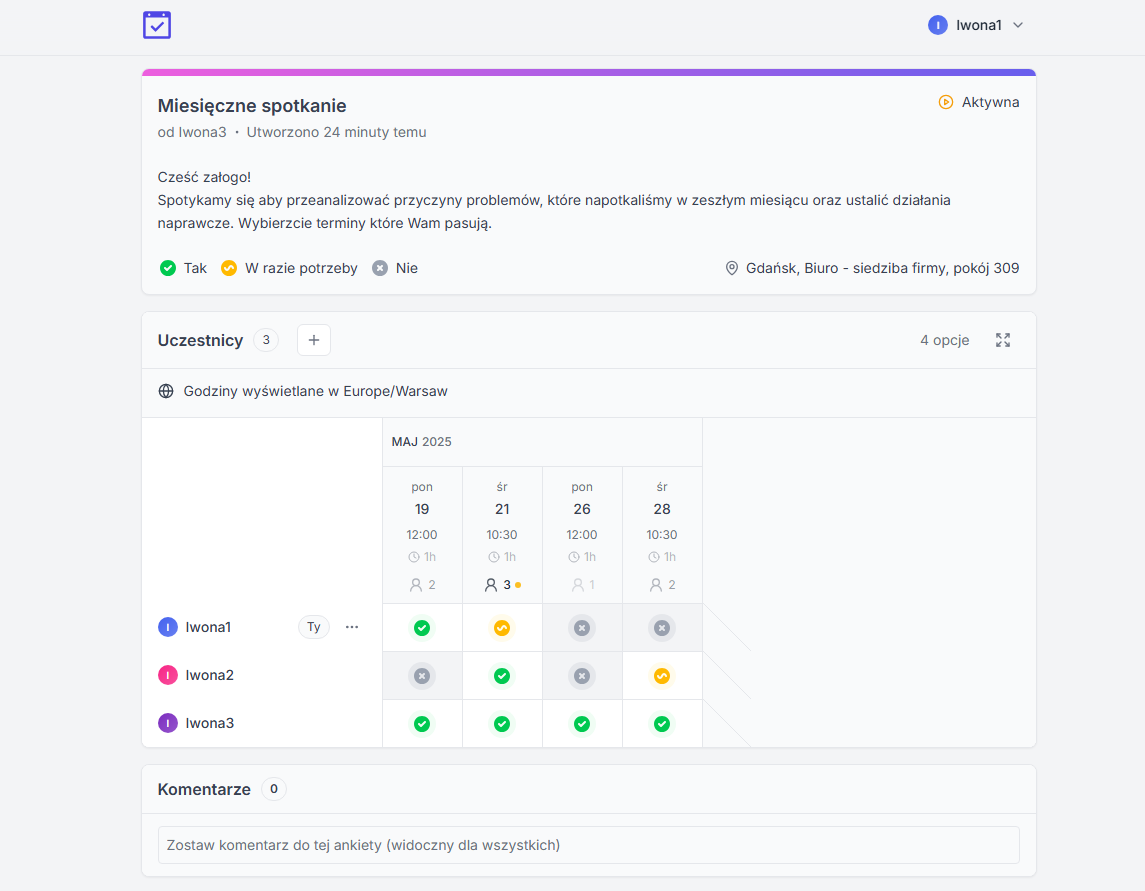 I Iwona1
Miesięczne spotkanie
Aktywna
od Iwona3 • Utworzono 24 minuty temu
Cześć załogo!
Spotykamy się aby przeanalizować przyczyny problemów, które napotkaliśmy w zeszłym miesiącu oraz ustalić działania
naprawcze. Wybierzcie terminy które Wam pasują.
Tak W razie potrzeby Nie
Gdańsk, Biuro - siedziba firmy, pokój 309
Uczestnicy 3 +
4 opcje
Godziny wyświetlane w Europe/Warsaw
MAJ 2025
pon śr pon śr
19 21 26 28
12:00 10:30 12:00 10:30
1h 1h 1h 1h
2 3 1 2
I Iwona1 Ty ...
I Iwona2
I Iwona3
Komentarze 0
Zostaw komentarz do tej ankiety (widoczny dla wszystkich)